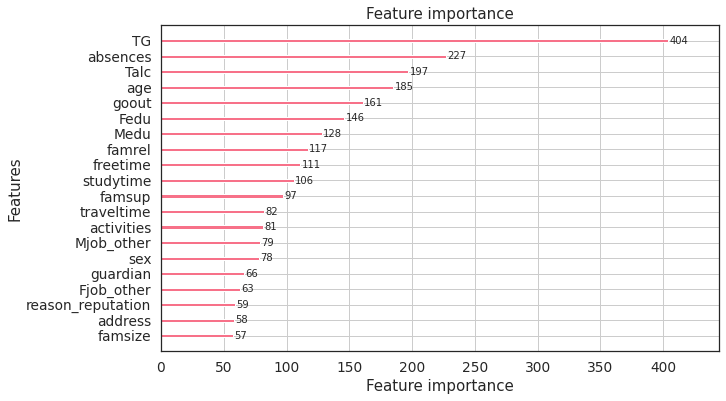 Feature importance
TG 404
absences 227
Talc 197
age 185
goout 161
Fedu 146
Medu 128
famrel 117
freetime 111
studytime 106
famsup 97
traveltime 82
activities 81
Mjob_other 79
sex 78
guardian 66
Fjob_other 63
reason_reputation 59
address 58
famsize 57
Features
0 50 100 150 200 250 300 350 400
Feature importance